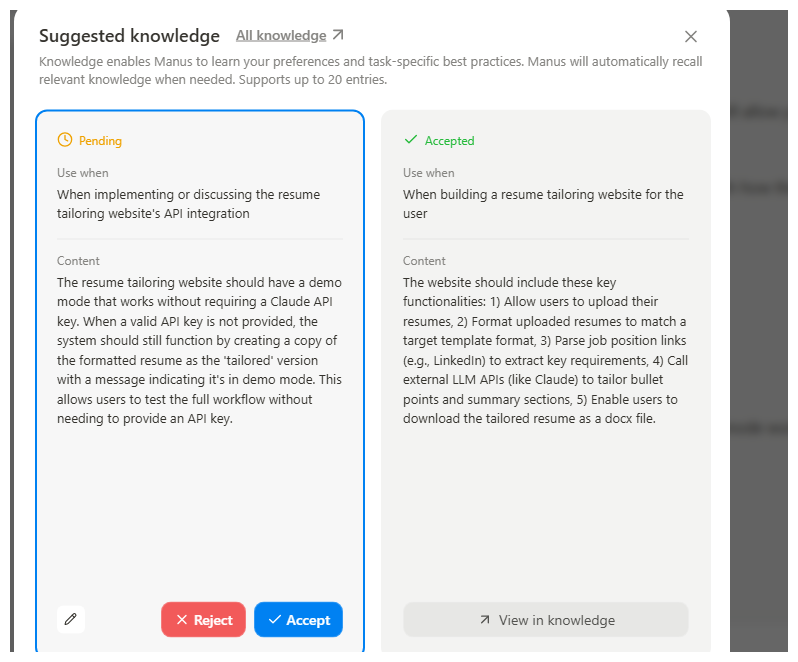 Suggested knowledge All knowledge
Knowledge enables Manus to learn your preferences and task-specific best practices. Manus will automatically recall
relevant knowledge when needed. Supports up to 20 entries.
Pending
Use when
When implementing or discussing the resume
tailoring website's API integration
Content
The resume tailoring website should have a demo
mode that works without requiring a Claude API
key. When a valid API key is not provided, the
system should still function by creating a copy of
the formatted resume as the 'tailored' version
with a message indicating it's in demo mode. This
allows users to test the full workflow without
needing to provide an API key.
Reject
Accept
Accepted
Use when
When building a resume tailoring website for the
user
Content
The website should include these key
functionalities: 1) Allow users to upload their
resumes, 2) Format uploaded resumes to match a
target template format, 3) Parse job position links
(e.g., LinkedIn) to extract key requirements, 4) Call
external LLM APIs (like Claude) to tailor bullet
points and summary sections, 5) Enable users to
download the tailored resume as a docx file.
View in knowledge